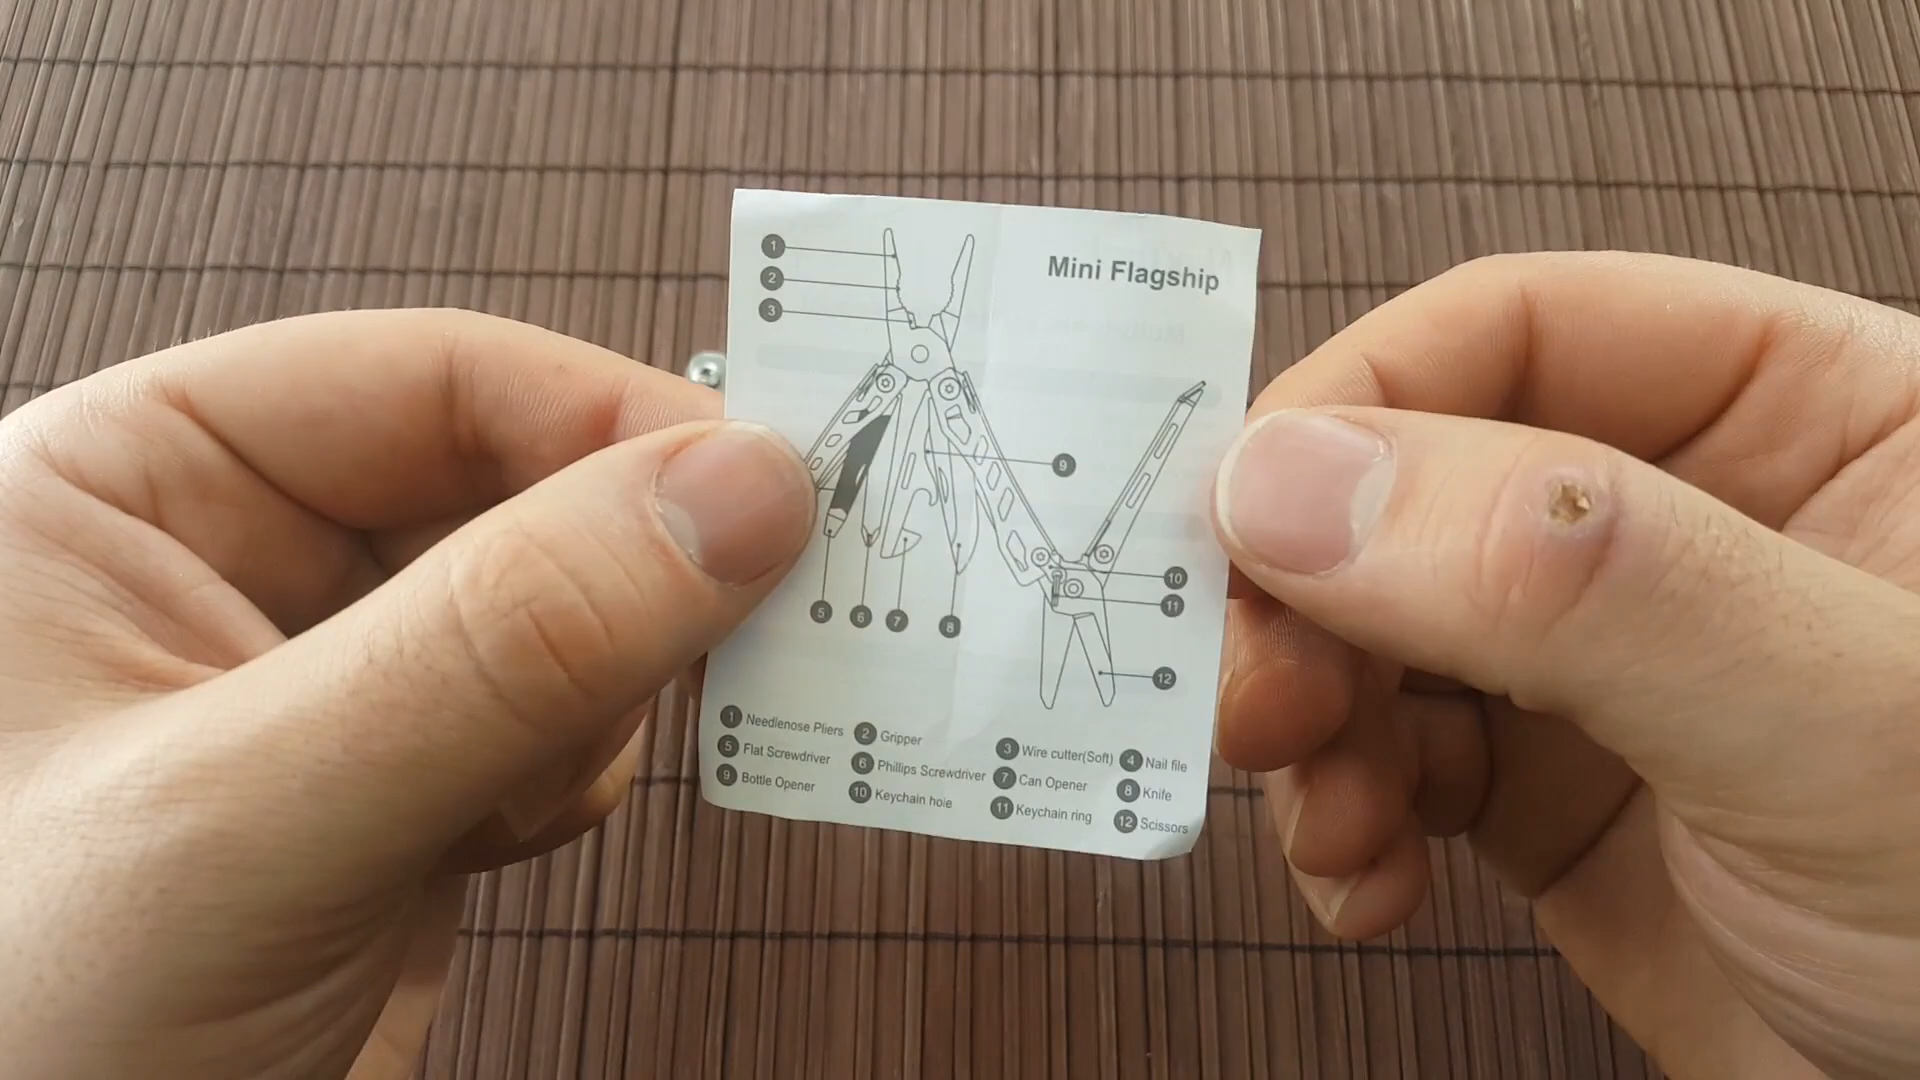 Mini Flagship
1
2
3
9
10
11
5
6
7
8
12
1 Needlenose Pliers 2 Gripper 3 Wire cutter(Soft) 4 Nail file
5 Flat Screwdriver 6 Phillips Screwdriver 7 Can Opener 8 Knife
9 Bottle Opener 10 Keychain hole 11 Keychain ring 12 Scissors